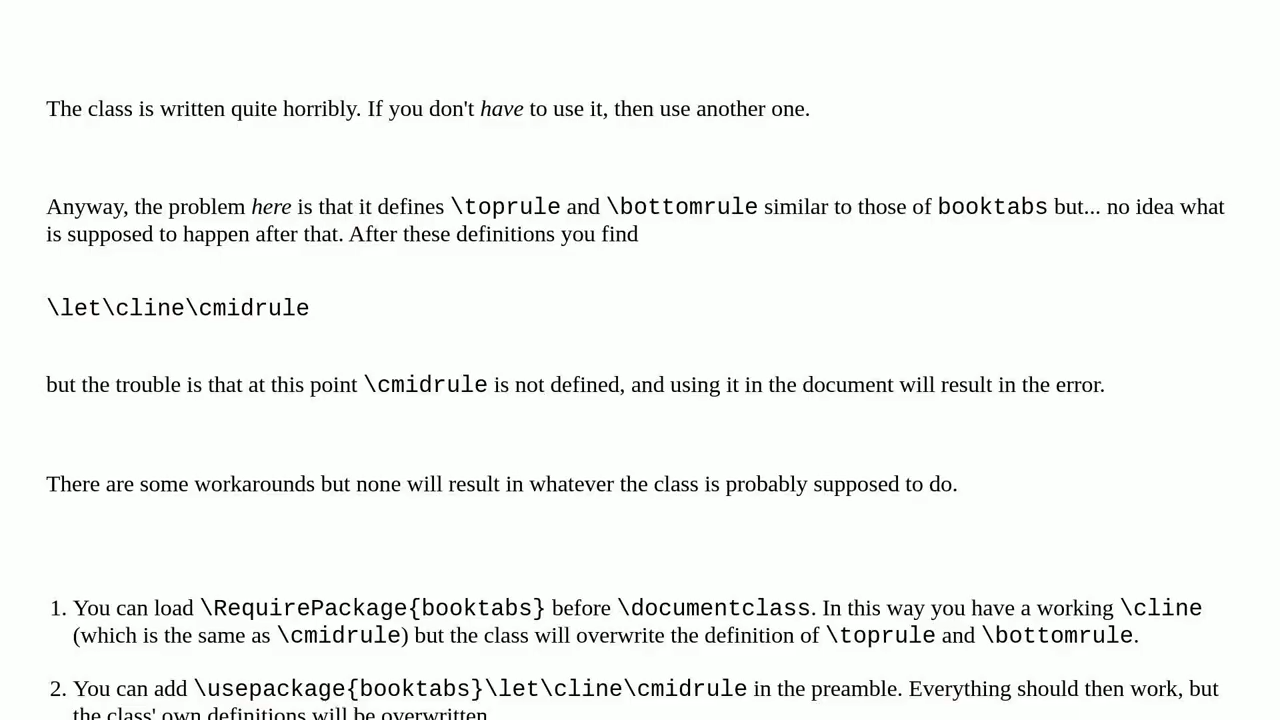 The class is written quite horribly. If you don't have to use it, then use another one.
Anyway, the problem here is that it defines \toprule and \bottomrule similar to those of booktabs but... no idea what
is supposed to happen after that. After these definitions you find
\let\cline\cmidrule
but the trouble is that at this point \cmidrule is not defined, and using it in the document will result in the error.
There are some workarounds but none will result in whatever the class is probably supposed to do.
1. You can load \RequirePackage{booktabs} before \documentclass. In this way you have a working \cline
(which is the same as \cmidrule) but the class will overwrite the definition of \toprule and \bottomrule.
2. You can add \usepackage{booktabs}\let\cline\cmidrule in the preamble. Everything should then work, but
the class' own definitions will be overwritten.